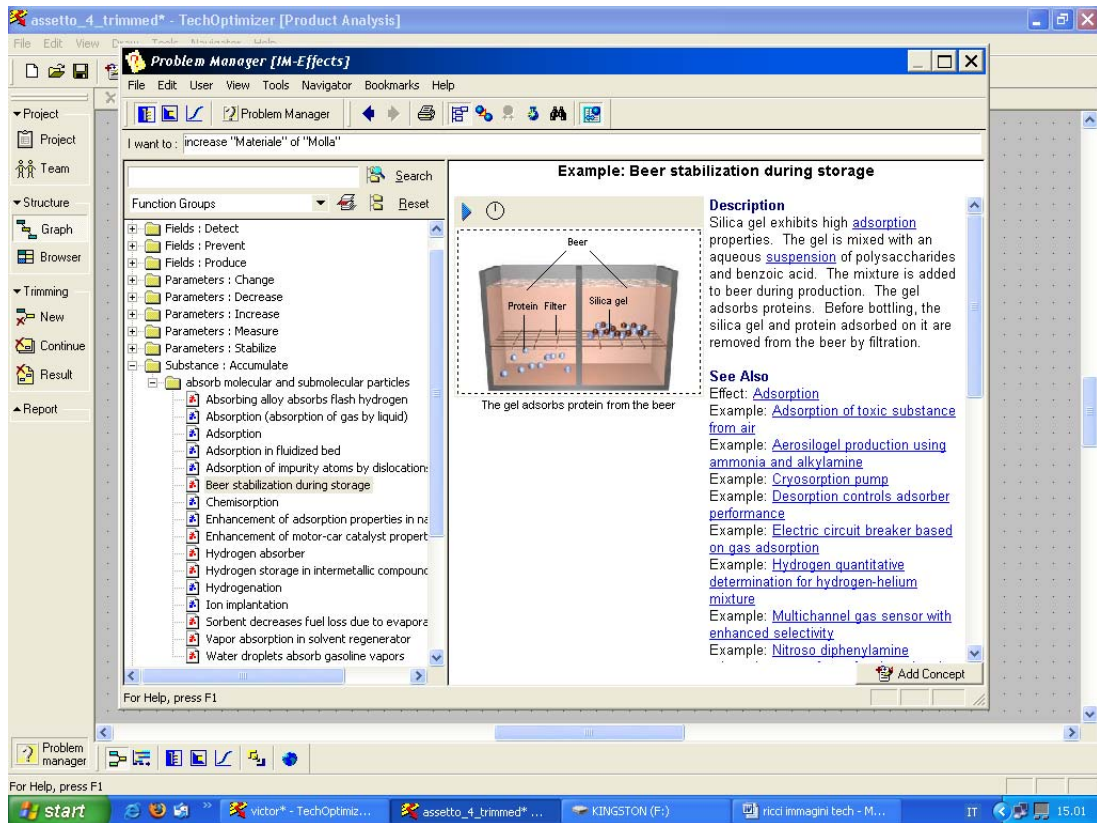 assetto_4_trimmed* - TechOptimizer [Product Analysis]
File Edit View Draw Tools Navigator Help
Problem Manager [IM-Effects]
File Edit User View Tools Navigator Bookmarks Help
Problem Manager
I want to : increase "Materiale" of "Molla"
Project
Project
Team
Structure
Graph
Browser
Trimming
New
Continue
Result
Report
Search
Function Groups
Reset
Fields : Detect
Fields : Prevent
Fields : Produce
Parameters : Change
Parameters : Decrease
Parameters : Increase
Parameters : Measure
Parameters : Stabilize
Substance : Accumulate
absorb molecular and submolecular particles
Absorbing alloy absorbs flash hydrogen
Absorption (absorption of gas by liquid)
Adsorption
Adsorption in fluidized bed
Adsorption of impurity atoms by dislocation
Beer stabilization during storage
Chemisorption
Enhancement of adsorption properties in na
Enhancement of motor-car catalyst propert
Hydrogen absorber
Hydrogen storage in intermetallic compound
Hydrogenation
Ion implantation
Sorbent decreases fuel loss due to evapora
Vapor absorption in solvent regenerator
Water droplets absorb gasoline vapors
Example: Beer stabilization during storage
Beer
Protein Filter
Silica gel
The gel adsorbs protein from the beer
Description
Silica gel exhibits high adsorption
properties. The gel is mixed with an
aqueous suspension of polysaccharides
and benzoic acid. The mixture is added
to beer during production. The gel
adsorbs proteins. Before bottling, the
silica gel and protein adsorbed on it are
removed from the beer by filtration.
See Also
Effect: Adsorption
Example: Adsorption of toxic substance
from air
Example: Aerosilogel production using
ammonia and alkylamine
Example: Cryosorption pump
Example: Desorption controls adsorber
performance
Example: Electric circuit breaker based
on gas adsorption
Example: Hydrogen quantitative
determination for hydrogen-helium
mixture
Example: Multichannel gas sensor with
enhanced selectivity
Example: Nitroso diphenylamine
Add Concept
For Help, press F1
Problem
manager
For Help, press F1
start
victor* - TechOptimiz...
assetto_4_trimmed* ...
KINGSTON (F:)
ricci immagini tech - M...
IT
15.01